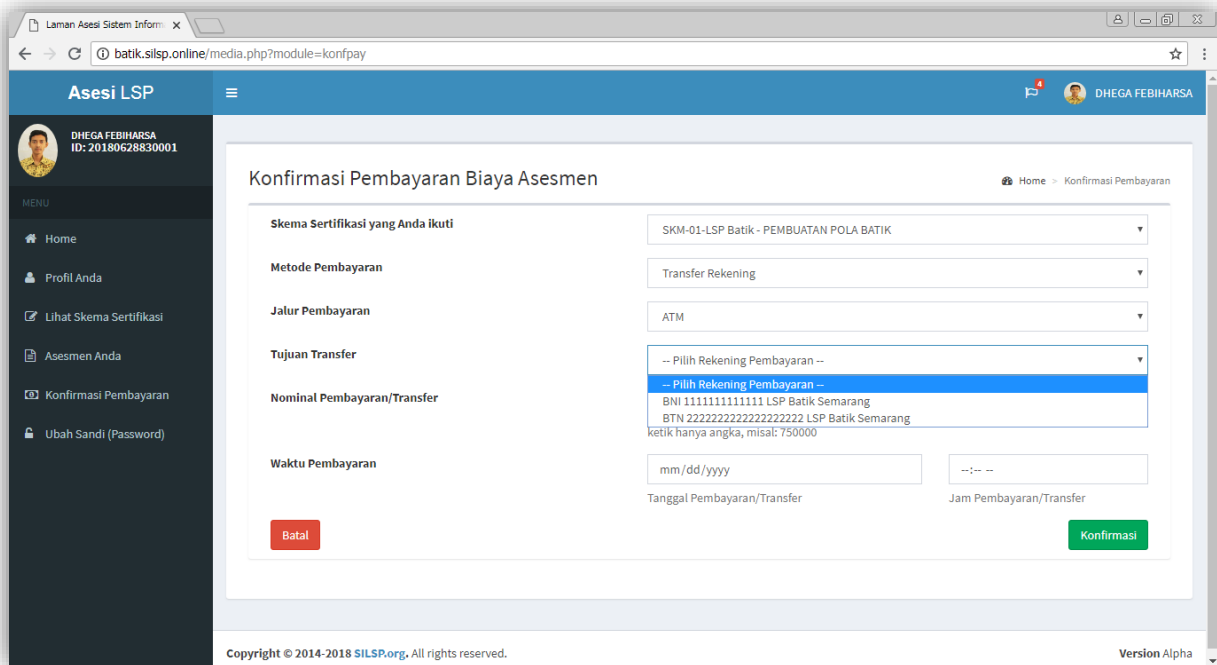 Laman Asesi Sistem Inform
batik.silsp.online/media.php?module=konfpay
Asesi LSP
4
DHEGA FEBIHARSA
DHEGA FEBIHARSA
ID: 20180628830001
MENU
Home
Profil Anda
Lihat Skema Sertifikasi
Asesmen Anda
Konfirmasi Pembayaran
Ubah Sandi (Password)
Konfirmasi Pembayaran Biaya Asesmen
Home > Konfirmasi Pembayaran
Skema Sertifikasi yang Anda ikuti
SKM-01-LSP Batik - PEMBUATAN POLA BATIK
Metode Pembayaran
Transfer Rekening
Jalur Pembayaran
ATM
Tujuan Transfer
-- Pilih Rekening Pembayaran --
-- Pilih Rekening Pembayaran --
BNI 1111111111111 LSP Batik Semarang
BTN 2222222222222222222 LSP Batik Semarang
Nominal Pembayaran/Transfer
ketik hanya angka, misal: 750000
Waktu Pembayaran
mm/dd/yyyy
--:-- --
Tanggal Pembayaran/Transfer
Jam Pembayaran/Transfer
Batal
Konfirmasi
Copyright © 2014-2018 SILSP.org. All rights reserved.
Version Alpha